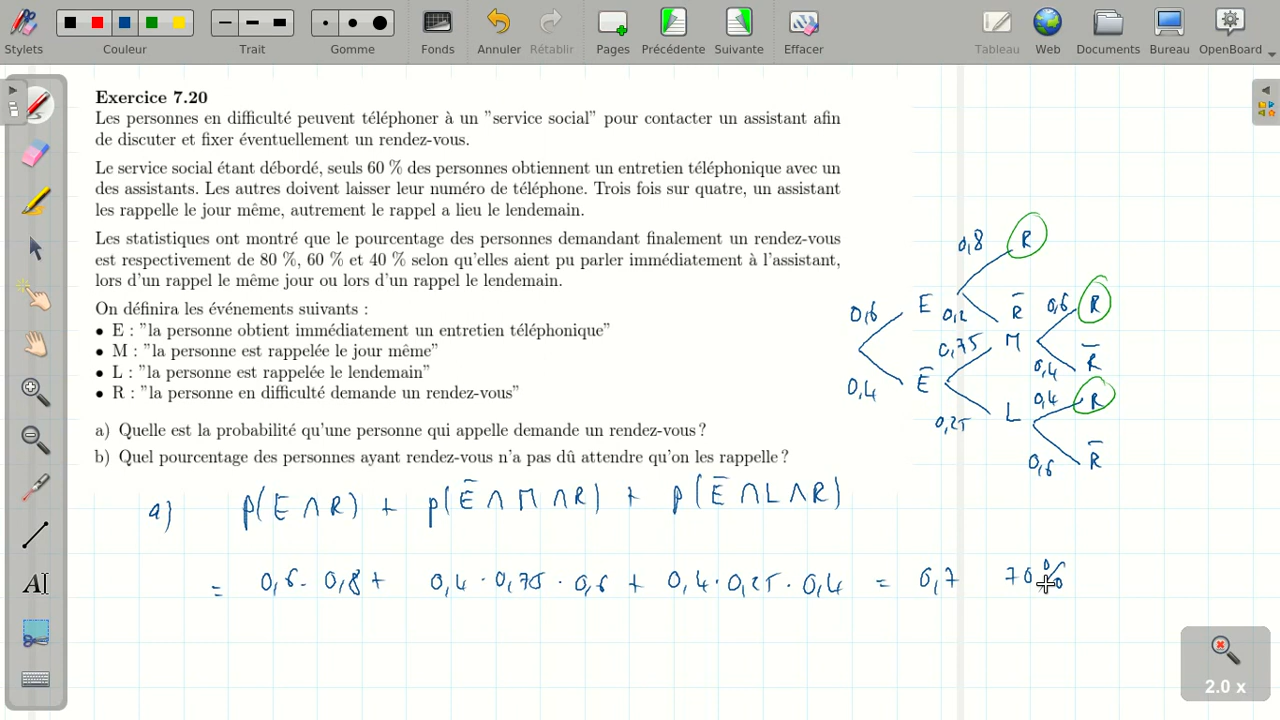 Stylets Couleur Trait Gomme Fonds Annuler Rétablir Pages Précédente Suivante Effacer Tableau Web Documents Bureau OpenBoard
Exercice 7.20
Les personnes en difficulté peuvent téléphoner à un "service social" pour contacter un assistant afin
de discuter et fixer éventuellement un rendez-vous.
Le service social étant débordé, seuls 60 % des personnes obtiennent un entretien téléphonique avec un
des assistants. Les autres doivent laisser leur numéro de téléphone. Trois fois sur quatre, un assistant
les rappelle le jour même, autrement le rappel a lieu le lendemain.
Les statistiques ont montré que le pourcentage des personnes demandant finalement un rendez-vous
est respectivement de 80 %, 60 % et 40 % selon qu'elles aient pu parler immédiatement à l'assistant,
lors d'un rappel le même jour ou lors d'un rappel le lendemain.
On définira les événements suivants :
• E : "la personne obtient immédiatement un entretien téléphonique"
• M : "la personne est rappelée le jour même"
• L : "la personne est rappelée le lendemain"
• R : "la personne en difficulté demande un rendez-vous"
a) Quelle est la probabilité qu'une personne qui appelle demande un rendez-vous ?
b) Quel pourcentage des personnes ayant rendez-vous n'a pas dû attendre qu'on les rappelle ?
0,8 R
0,6 E 0,2 R̄ 0,6 R
0,75 M
0,4 Ē 0,4 R̄
0,25 L 0,4 R
0,6 R̄
a) p(E ∩ R) + p(Ē ∩ M ∩ R) + p(Ē ∩ L ∩ R)
= 0,6 · 0,8 + 0,4 · 0,75 · 0,6 + 0,4 · 0,25 · 0,4 = 0,7 70%
2.0 x